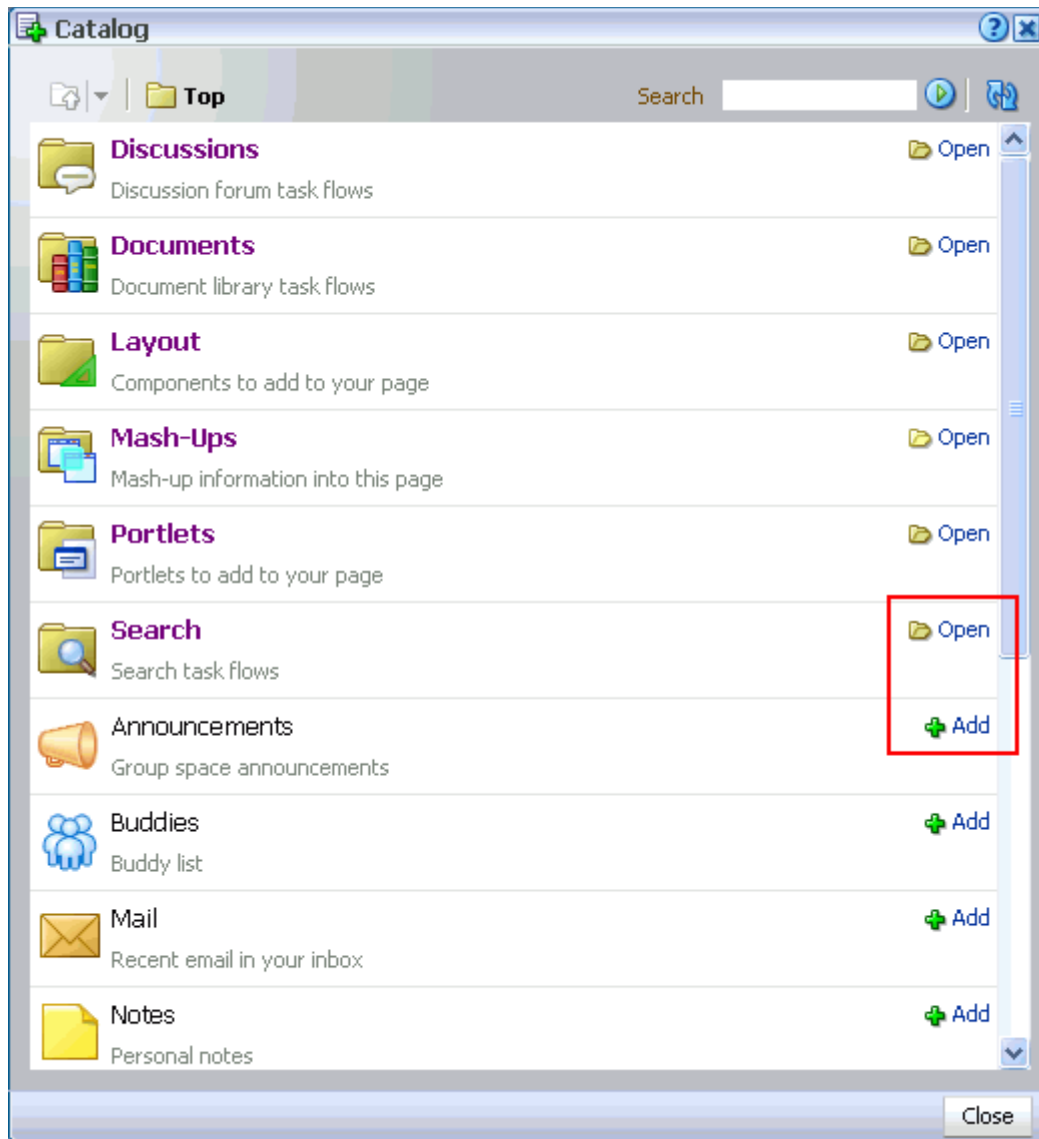 Catalog
Top Search
Discussions Open
Discussion forum task flows
Documents Open
Document library task flows
Layout Open
Components to add to your page
Mash-Ups Open
Mash-up information into this page
Portlets Open
Portlets to add to your page
Search Open
Search task flows
Announcements Add
Group space announcements
Buddies Add
Buddy list
Mail Add
Recent email in your inbox
Notes Add
Personal notes
Close